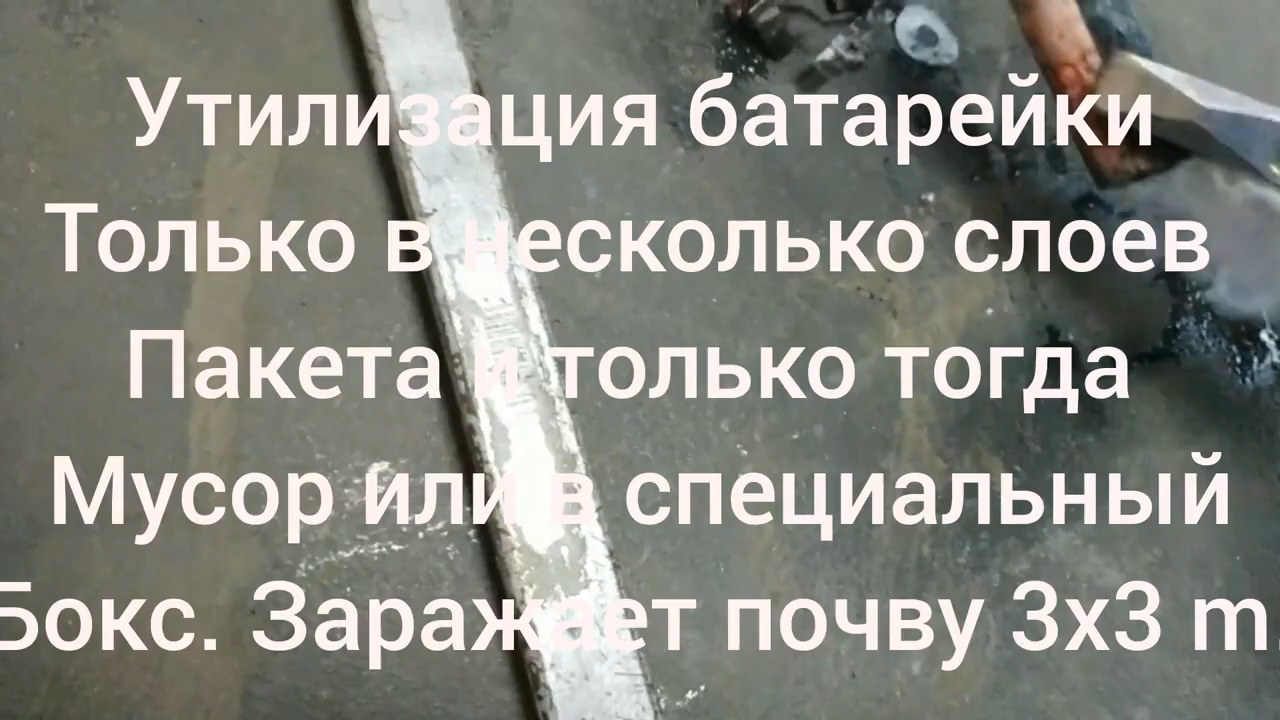 Утилизация батарейки
Только в несколько слоев
Пакета и только тогда
Мусор или в специальный
Бокс. Заражает почву 3х3 m.